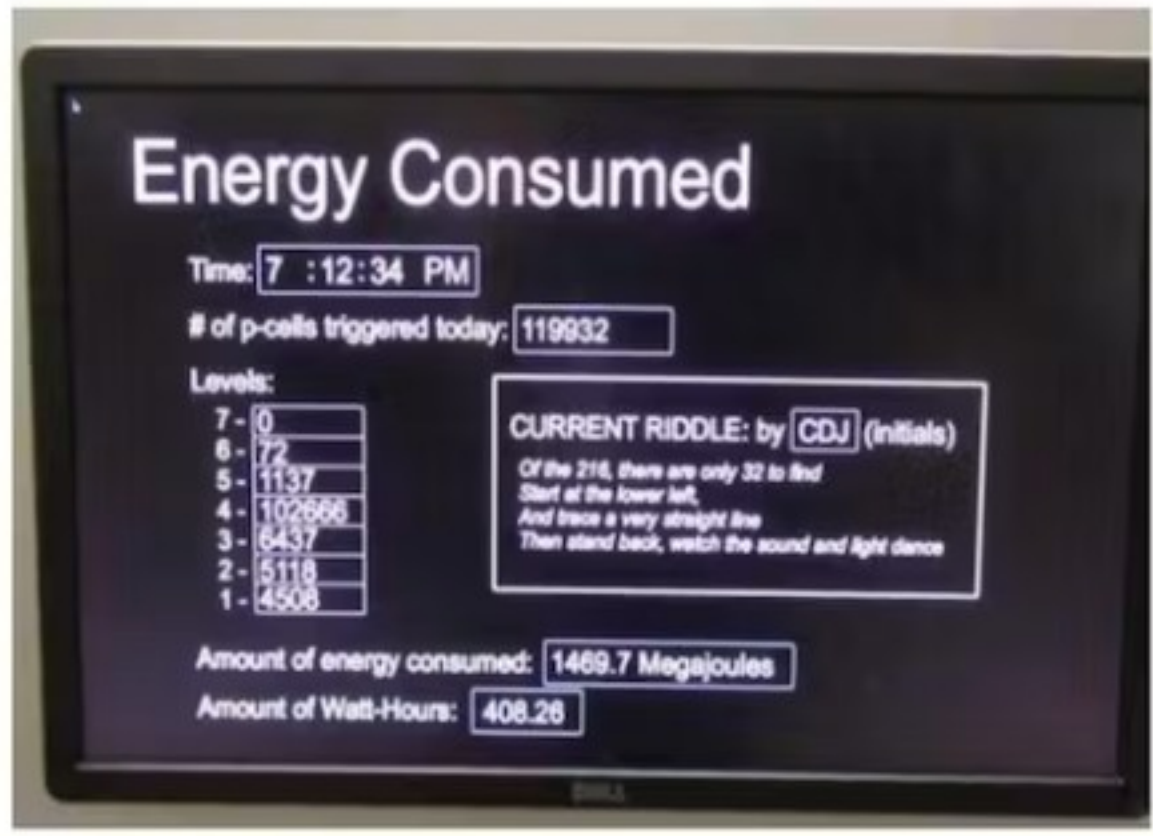 Energy Consumed
Time: 7 :12:34 PM
# of p-cells triggered today: 119932
Levels:
7 - 0
6 - 72
5 - 1137
4 - 102666
3 - 6437
2 - 5118
1 - 4508
CURRENT RIDDLE: by CDJ (initials)
Of the 216, there are only 32 to find
Start at the lower left,
And trace a very straight line
Then stand back, watch the sound and light dance
Amount of energy consumed: 1469.7 Megajoules
Amount of Watt-Hours: 408.26
DELL